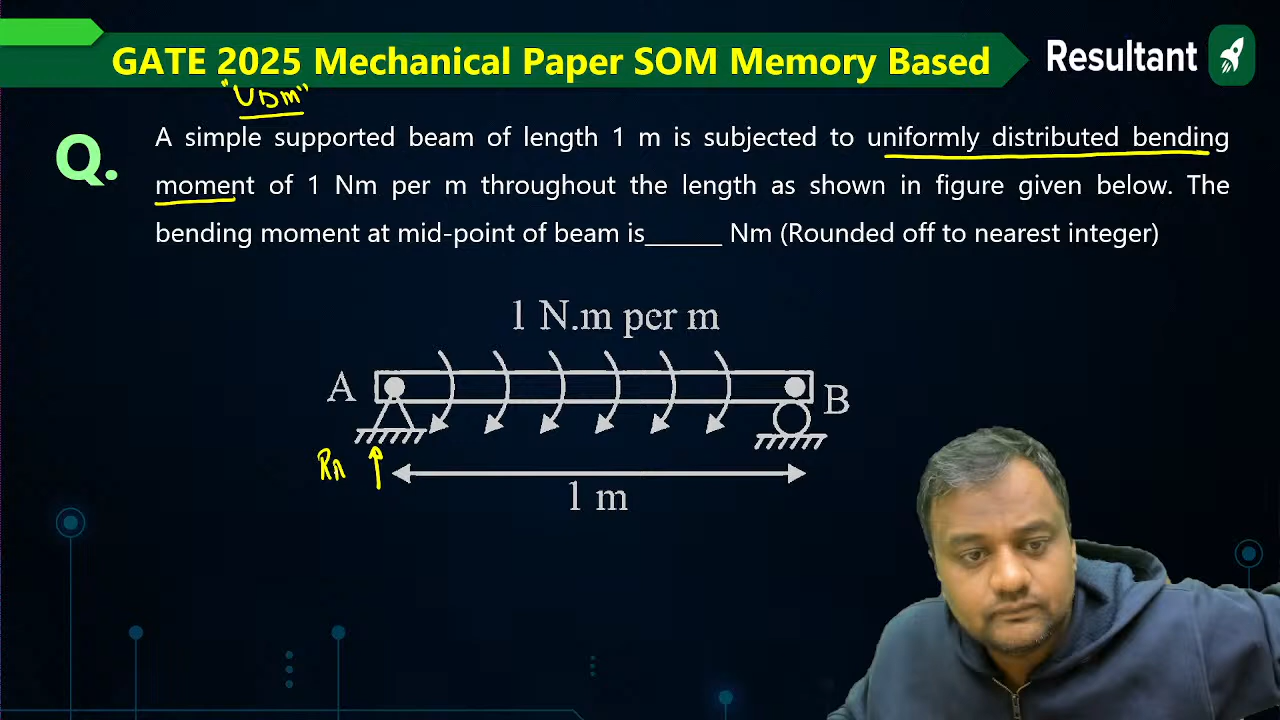 GATE 2025 Mechanical Paper SOM Memory Based
Resultant
"UDM"
Q.
A simple supported beam of length 1 m is subjected to uniformly distributed bending
moment of 1 Nm per m throughout the length as shown in figure given below. The
bending moment at mid-point of beam is______ Nm (Rounded off to nearest integer)
1 N.m per m
A
B
RA
1 m